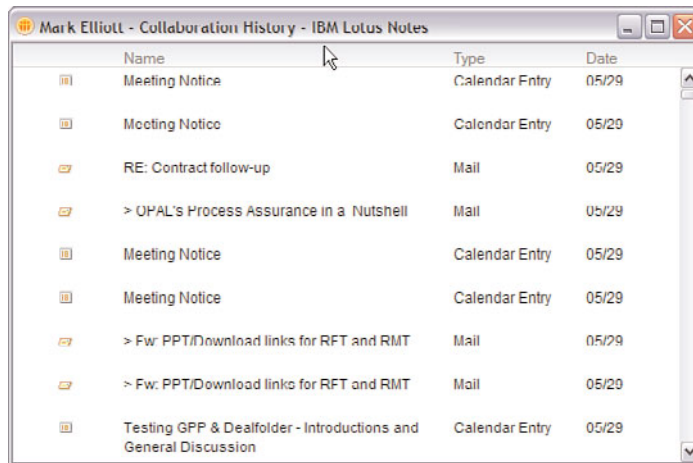 Mark Elliott - Collaboration History - IBM Lotus Notes
Name Type Date
Meeting Notice Calendar Entry 05/29
Meeting Notice Calendar Entry 05/29
RE: Contract follow-up Mail 05/29
> OPAL's Process Assurance in a Nutshell Mail 05/29
Meeting Notice Calendar Entry 05/29
Meeting Notice Calendar Entry 05/29
> Fw: PPT/Download links for RFT and RMT Mail 05/29
> Fw: PPT/Download links for RFT and RMT Mail 05/29
Testing GPP & Dealfolder - Introductions and Calendar Entry 05/29
General Discussion